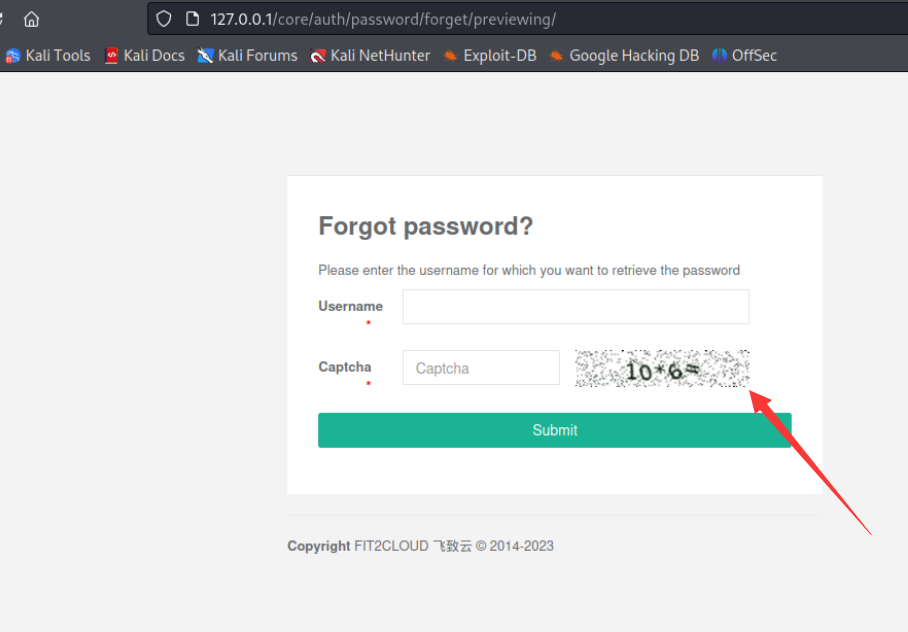 127.0.0.1/core/auth/password/forget/previewing/
Kali Tools Kali Docs Kali Forums Kali NetHunter Exploit-DB Google Hacking DB OffSec
Forgot password?
Please enter the username for which you want to retrieve the password
Username
*
Captcha
*
Captcha
10*6=
Submit
Copyright FIT2CLOUD 飞致云 © 2014-2023